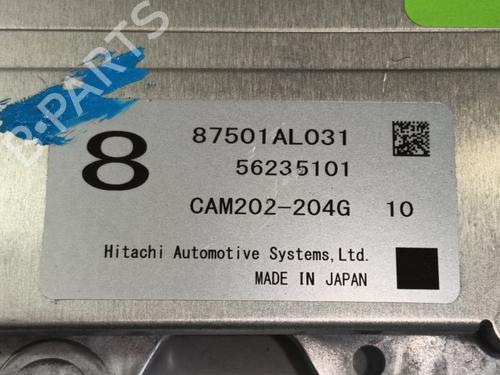 B-PARTS
8
87501AL031
56235101
CAM202-204G 10
Hitachi Automotive Systems, Ltd.
MADE IN JAPAN